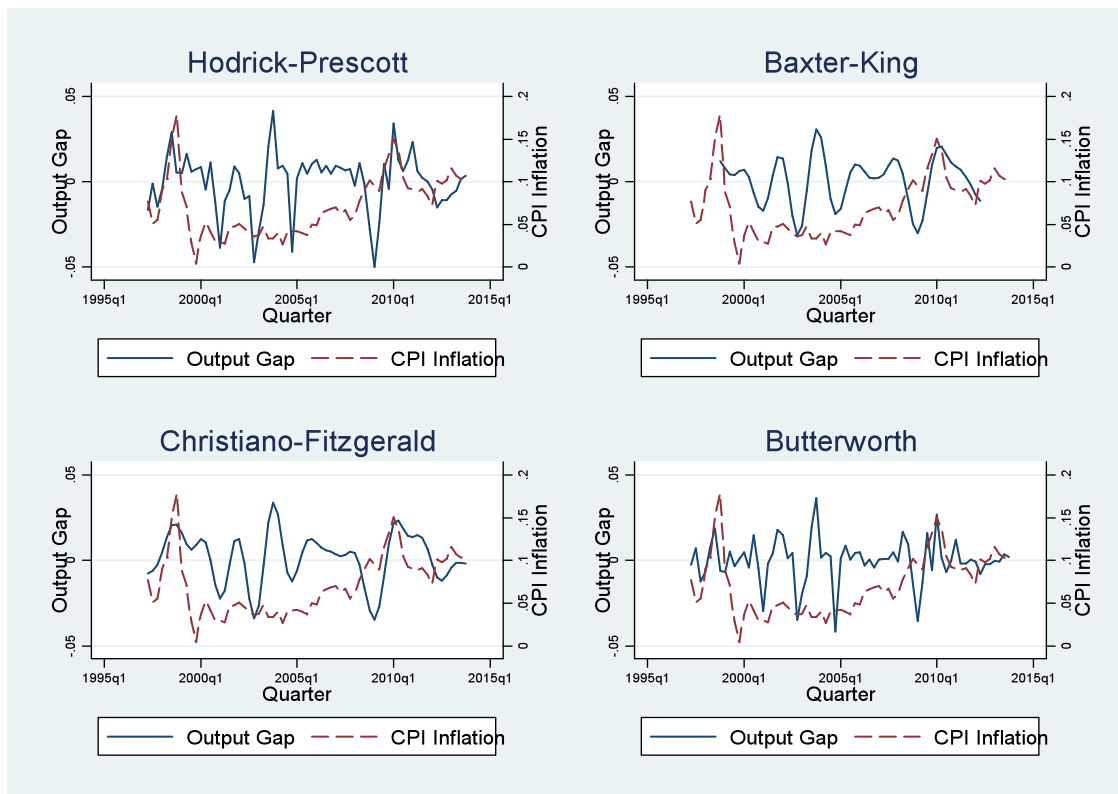 Hodrick-Prescott
Output Gap
.05
0
-.05
.2
.15
.1
.05
0
CPI Inflation
1995q1 2000q1 2005q1 2010q1 2015q1
Quarter
Output Gap CPI Inflation
Baxter-King
Output Gap
.05
0
-.05
.2
.15
.1
.05
0
CPI Inflation
1995q1 2000q1 2005q1 2010q1 2015q1
Quarter
Output Gap CPI Inflation
Christiano-Fitzgerald
Output Gap
.05
0
-.05
.2
.15
.1
.05
0
CPI Inflation
1995q1 2000q1 2005q1 2010q1 2015q1
Quarter
Output Gap CPI Inflation
Butterworth
Output Gap
.05
0
-.05
.2
.15
.1
.05
0
CPI Inflation
1995q1 2000q1 2005q1 2010q1 2015q1
Quarter
Output Gap CPI Inflation